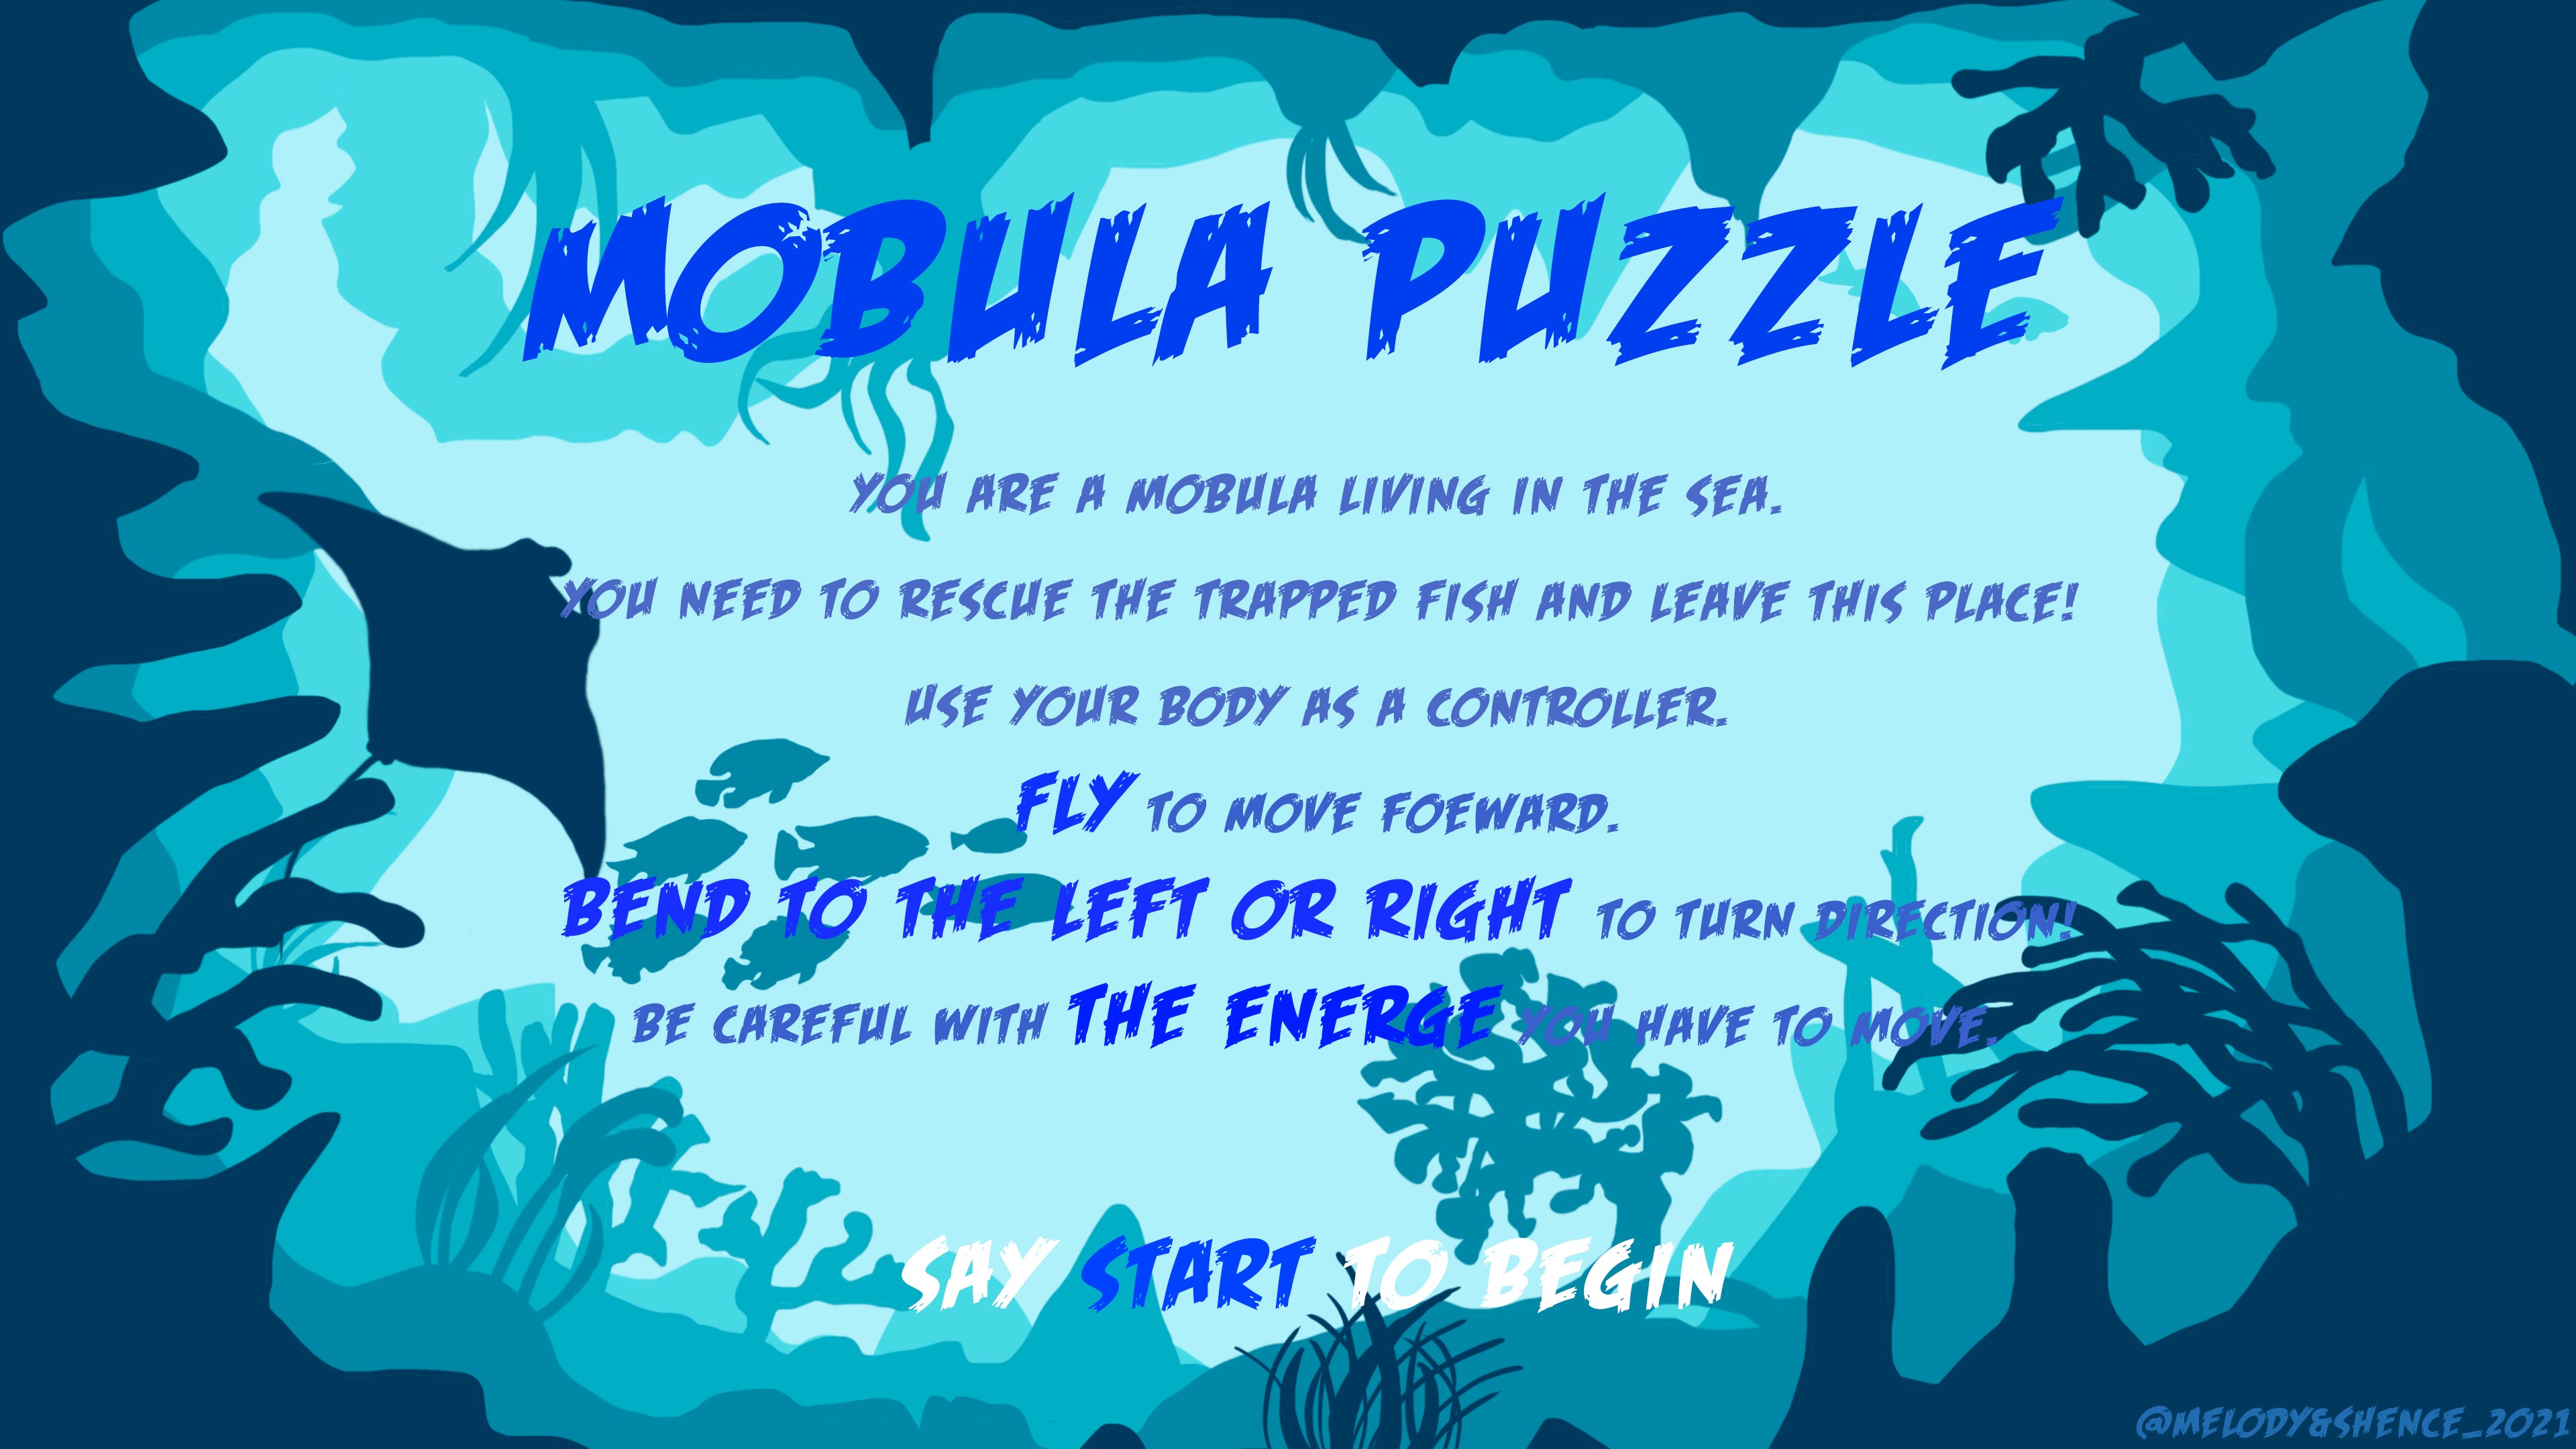 MOBULA PUZZLE
YOU ARE A MOBULA LIVING IN THE SEA.
YOU NEED TO RESCUE THE TRAPPED FISH AND LEAVE THIS PLACE!
USE YOUR BODY AS A CONTROLLER.
FLY TO MOVE FOEWARD.
BEND TO THE LEFT OR RIGHT TO TURN DIRECTION!
BE CAREFUL WITH THE ENERGE YOU HAVE TO MOVE.
SAY START TO BEGIN
@MELODY&SHENCE_2021